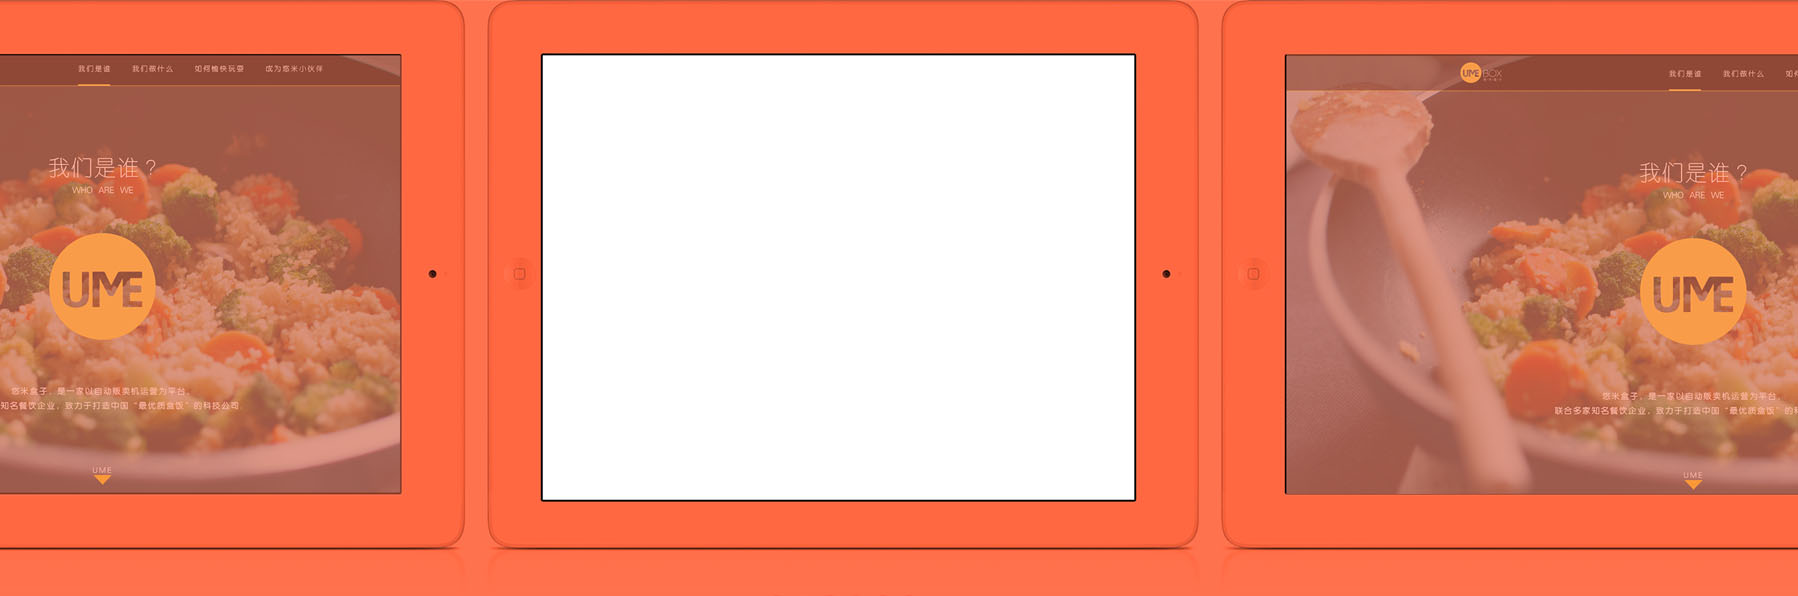 我们是谁 我们做什么 如何愉快玩耍 成为悠米小伙伴
我们是谁？
WHO ARE WE
UME
悠米盒子，是一家以自动贩卖机运营为平台，
知名餐饮企业，致力于打造中国“最优质盒饭”的科技公司
UME
UME BOX
我们是谁 我们做什么 如
我们是谁？
WHO ARE WE
UME
悠米盒子，是一家以自动贩卖机运营为平台，
联合多家知名餐饮企业，致力于打造中国“最优质盒饭”的
UME